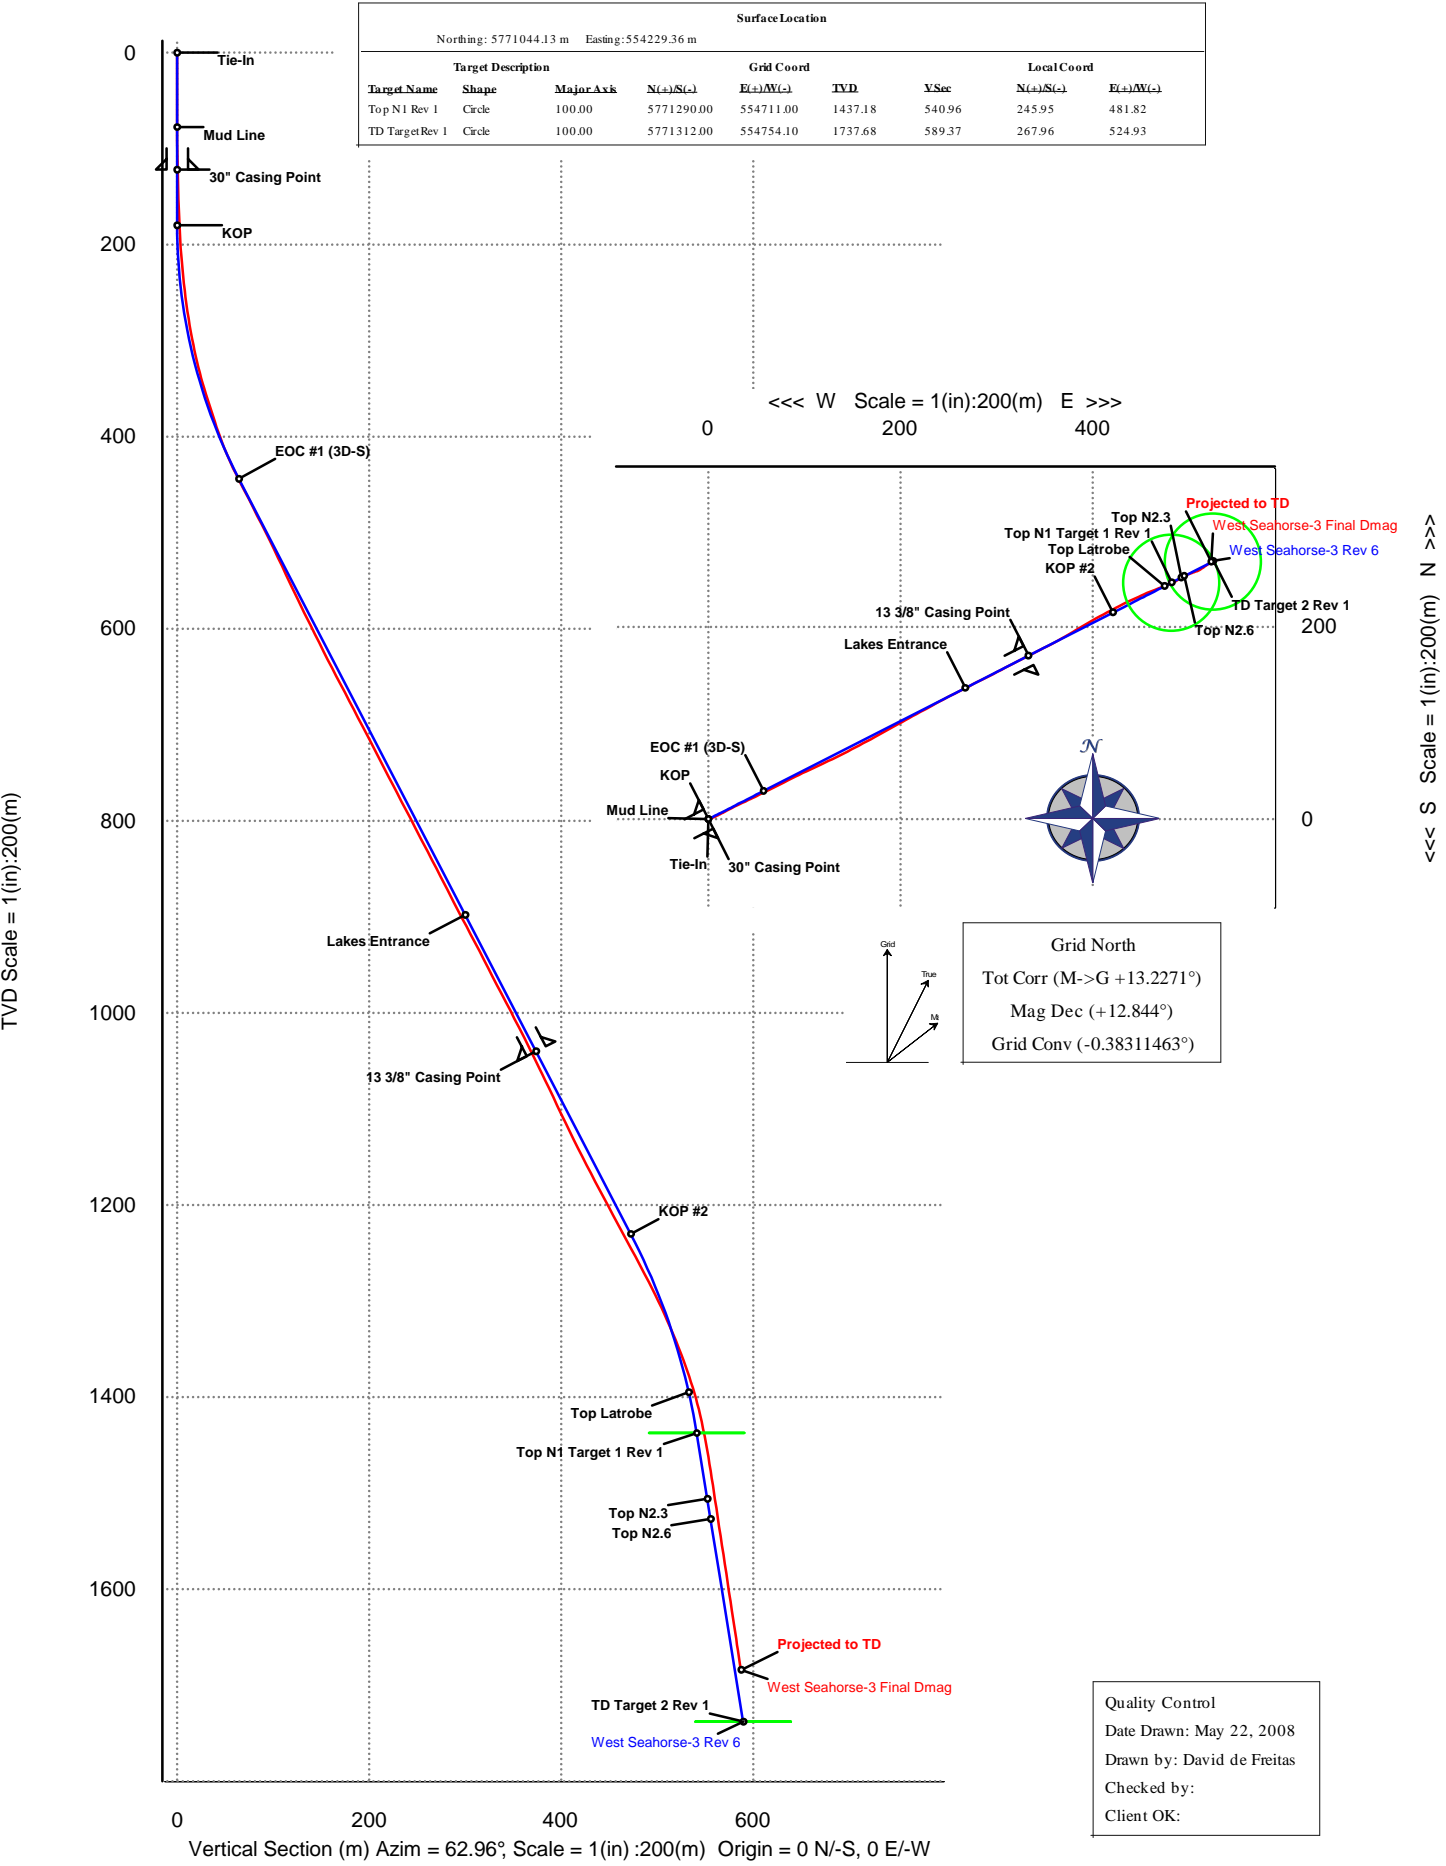 Surface Location
Northing: 5771044.13 m Easting:554229.36 m
Target Description Grid Coord Local Coord
Target Name Shape Major Axis N(+)/S(-) E(+)/W(-) TVD VSec N(+)/S(-) E(+)/W(-)
Top N1 Rev 1 Circle 100.00 5771290.00 554711.00 1437.18 540.96 245.95 481.82
TD Target Rev 1 Circle 100.00 5771312.00 554754.10 1737.68 589.37 267.96 524.93
0
Tie-In
Mud Line
30" Casing Point
200
KOP
400
EOC #1 (3D-S)
600
800
Lakes Entrance
1000
13 3/8" Casing Point
1200
KOP #2
1400
Top Latrobe
Top N1 Target 1 Rev 1
Top N2.3
Top N2.6
1600
Projected to TD
West Seahorse-3 Final Dmag
TD Target 2 Rev 1
West Seahorse-3 Rev 6
0 200 400 600
Vertical Section (m) Azim = 62.96°, Scale = 1(in) :200(m) Origin = 0 N/-S, 0 E/-W
TVD Scale = 1(in):200(m)
<<< W Scale = 1(in):200(m) E >>>
0 200 400
Projected to TD
Top N2.3
West Seahorse-3 Final Dmag
Top N1 Target 1 Rev 1
Top Latrobe
West Seahorse-3 Rev 6
KOP #2
TD Target 2 Rev 1
13 3/8" Casing Point
Top N2.6
200
Lakes Entrance
EOC #1 (3D-S)
KOP
Mud Line
0
Tie-In
30" Casing Point
N
<<< S Scale = 1(in):200(m) N >>>
Grid
True
M
Grid North
Tot Corr (M->G +13.2271°)
Mag Dec (+12.844°)
Grid Conv (-0.38311463°)
Quality Control
Date Drawn: May 22, 2008
Drawn by: David de Freitas
Checked by:
Client OK: